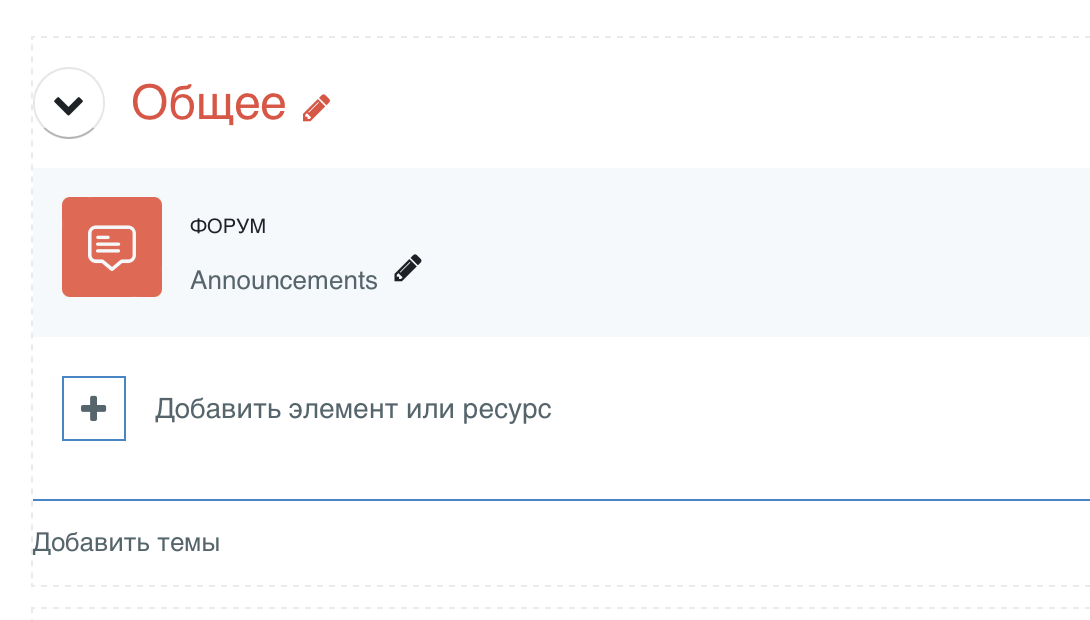 Общее
ФОРУМ
Announcements
Добавить элемент или ресурс
Добавить темы